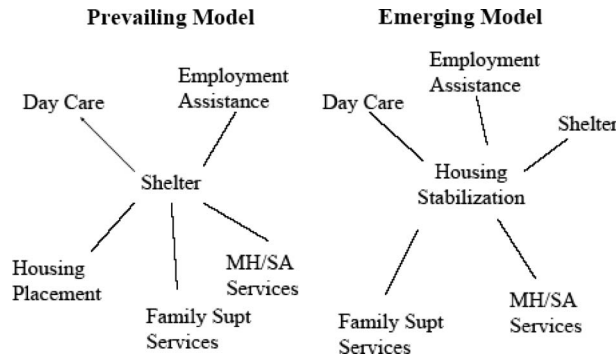 Prevailing Model
Employment
Assistance
Day Care
Shelter
Housing
Placement
MH/SA
Services
Family Supt
Services
Emerging Model
Employment
Assistance
Day Care
Shelter
Housing
Stabilization
MH/SA
Services
Family Supt
Services